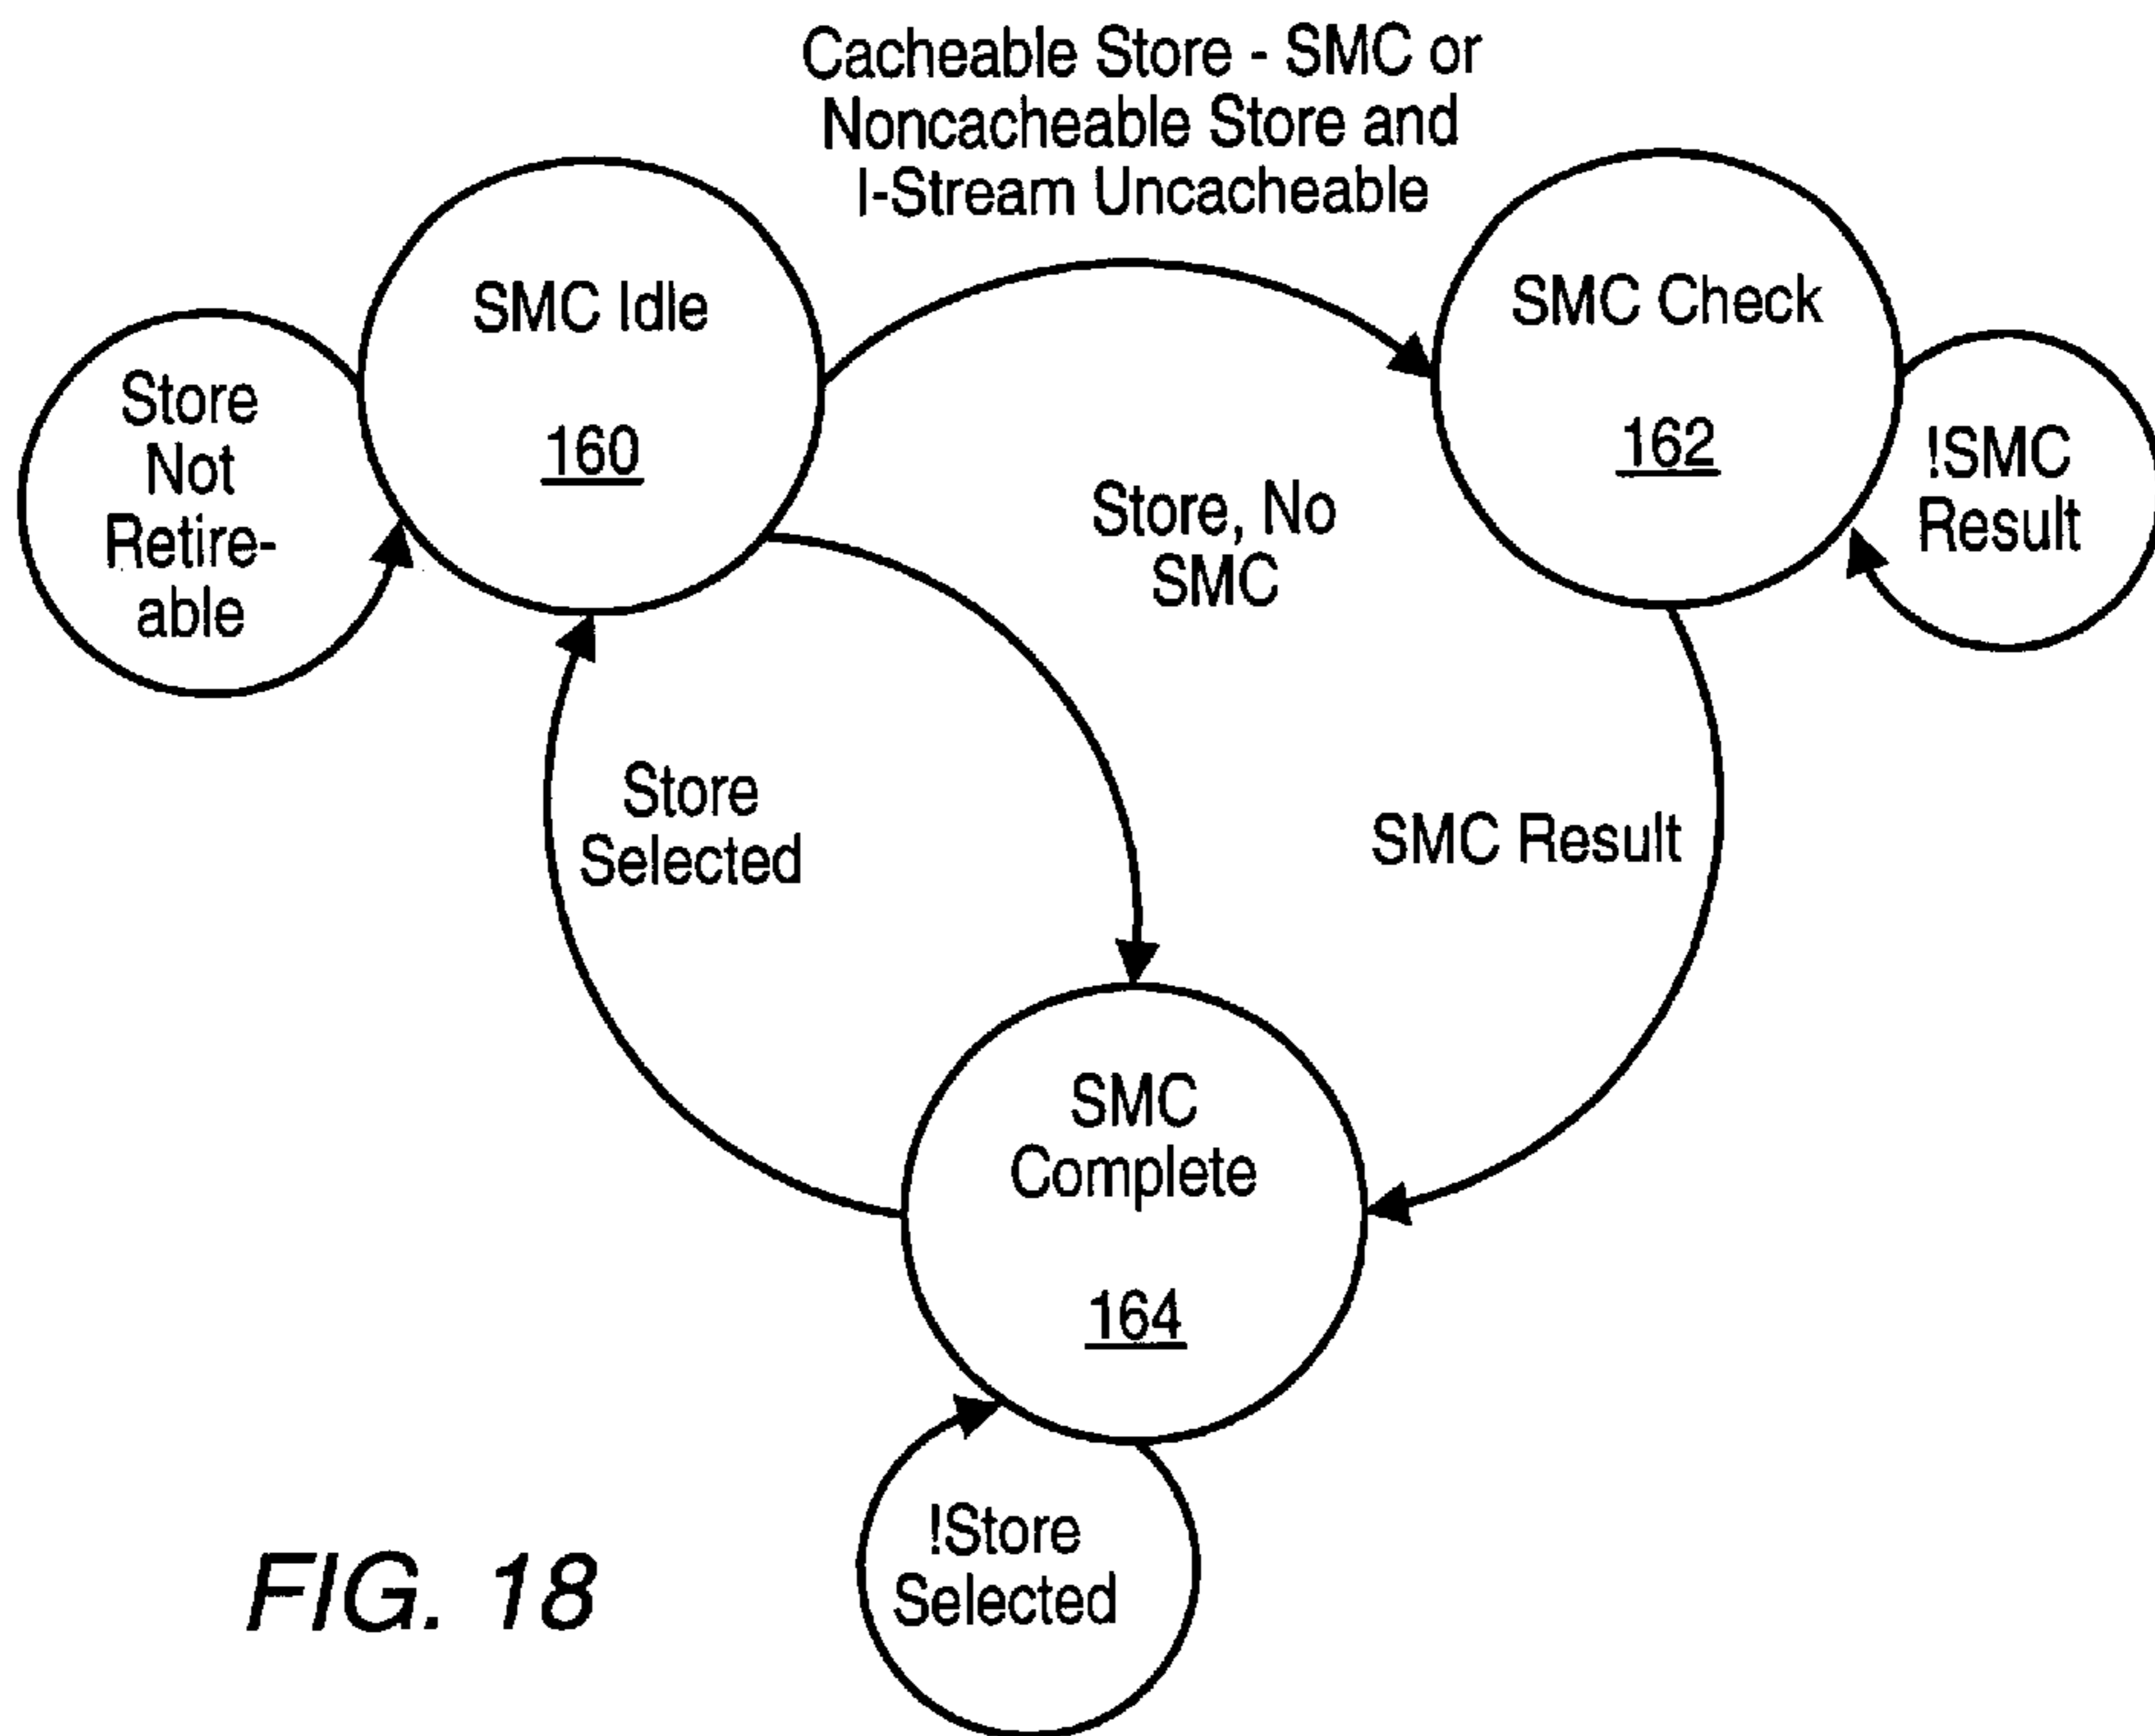 Cacheable Store - SMC or
Noncacheable Store and
I-Stream Uncacheable
SMC Idle
160
SMC Check
162
Store
Not
Retire-
able
!SMC
Result
Store, No
SMC
Store
Selected
SMC Result
SMC
Complete
164
!Store
Selected
FIG. 18